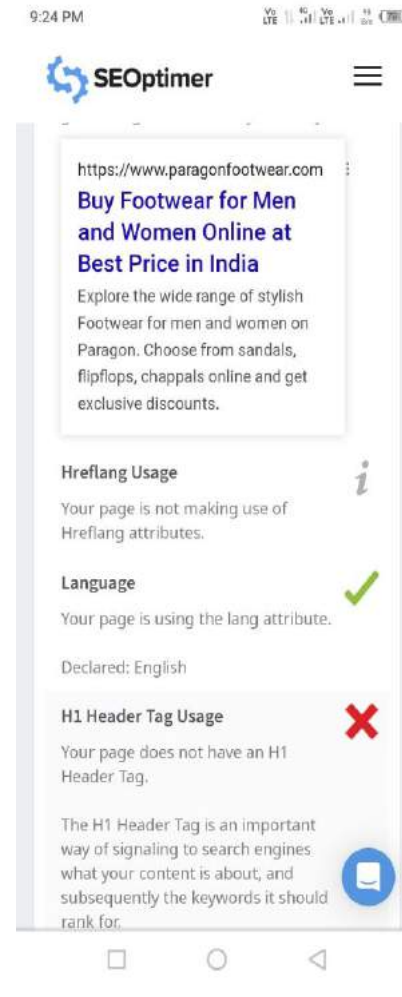 9:24 PM
SEOptimer
https://www.paragonfootwear.com
Buy Footwear for Men
and Women Online at
Best Price in India
Explore the wide range of stylish
Footwear for men and women on
Paragon. Choose from sandals,
flipflops, chappals online and get
exclusive discounts.
Hreflang Usage
Your page is not making use of
Hreflang attributes.
Language
Your page is using the lang attribute.
Declared: English
H1 Header Tag Usage
Your page does not have an H1
Header Tag.
The H1 Header Tag is an important
way of signaling to search engines
what your content is about, and
subsequently the keywords it should
rank for.